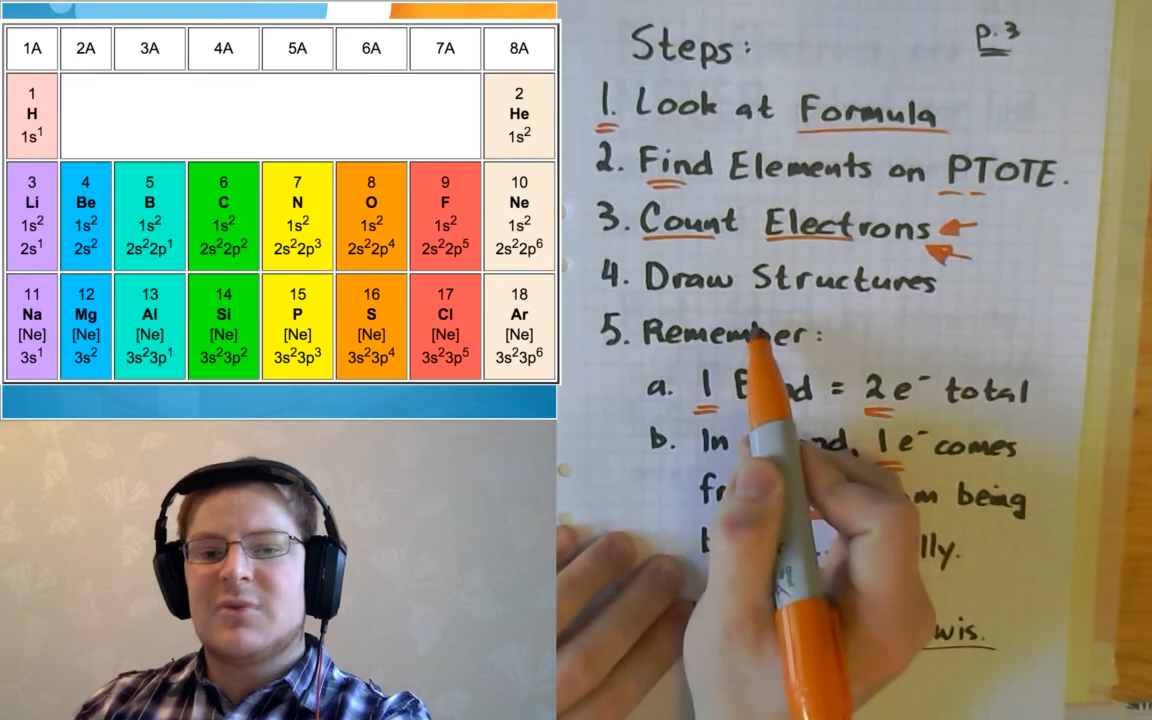 1A 2A 3A 4A 5A 6A 7A 8A
1 2
H He
1s¹ 1s²
3 4 5 6 7 8 9 10
Li Be B C N O F Ne
1s² 1s² 1s² 1s² 1s² 1s² 1s² 1s²
2s¹ 2s² 2s²2p¹ 2s²2p² 2s²2p³ 2s²2p⁴ 2s²2p⁵ 2s²2p⁶
11 12 13 14 15 16 17 18
Na Mg Al Si P S Cl Ar
[Ne] [Ne] [Ne] [Ne] [Ne] [Ne] [Ne] [Ne]
3s¹ 3s² 3s²3p¹ 3s²3p² 3s²3p³ 3s²3p⁴ 3s²3p⁵ 3s²3p⁶
Steps: p.3
1. Look at Formula
2. Find Elements on PTOTE.
3. Count Electrons
4. Draw Structures
5. Remember:
a. 1 = 2e⁻ total
b. In 1e⁻ comes
being